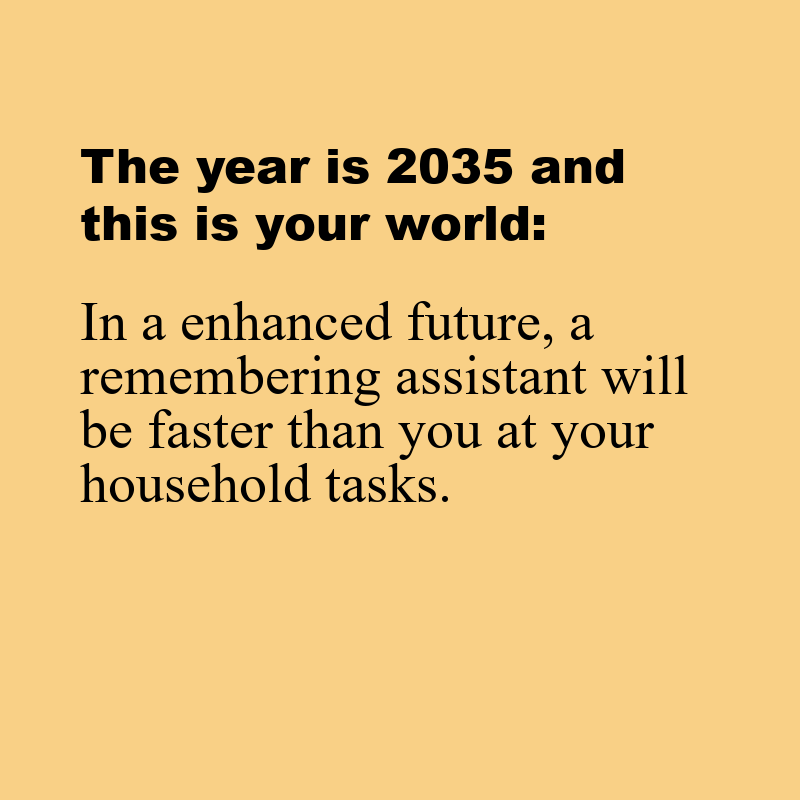 The year is 2035 and
this is your world:
In a enhanced future, a
remembering assistant will
be faster than you at your
household tasks.